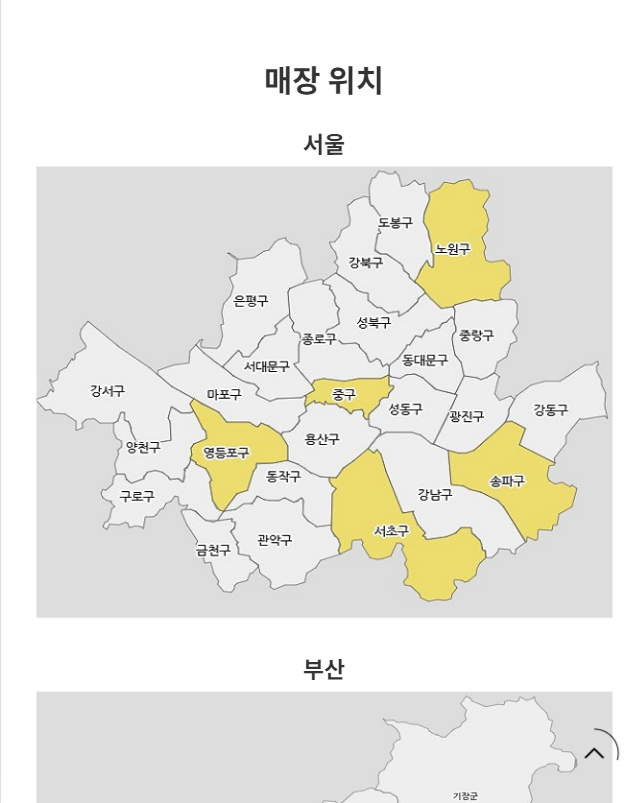 매장 위치
서울
도봉구
노원구
강북구
은평구
성북구
종로구
중랑구
동대문구
서대문구
강서구
마포구
중구
성동구
광진구
강동구
양천구
영등포구
용산구
동작구
송파구
구로구
강남구
서초구
관악구
금천구
부산
기장군